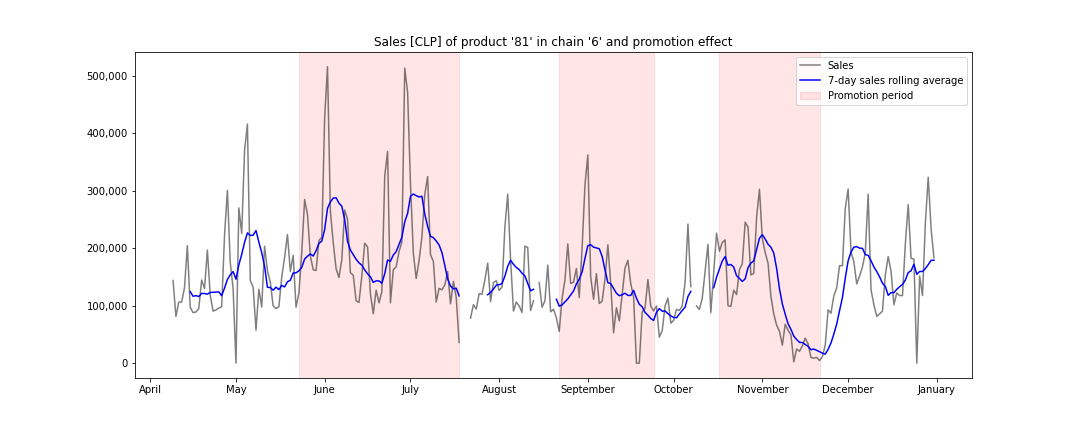 Sales [CLP] of product '81' in chain '6' and promotion effect
Sales
7-day sales rolling average
Promotion period
500,000
400,000
300,000
200,000
100,000
0
April May June July August September October November December January